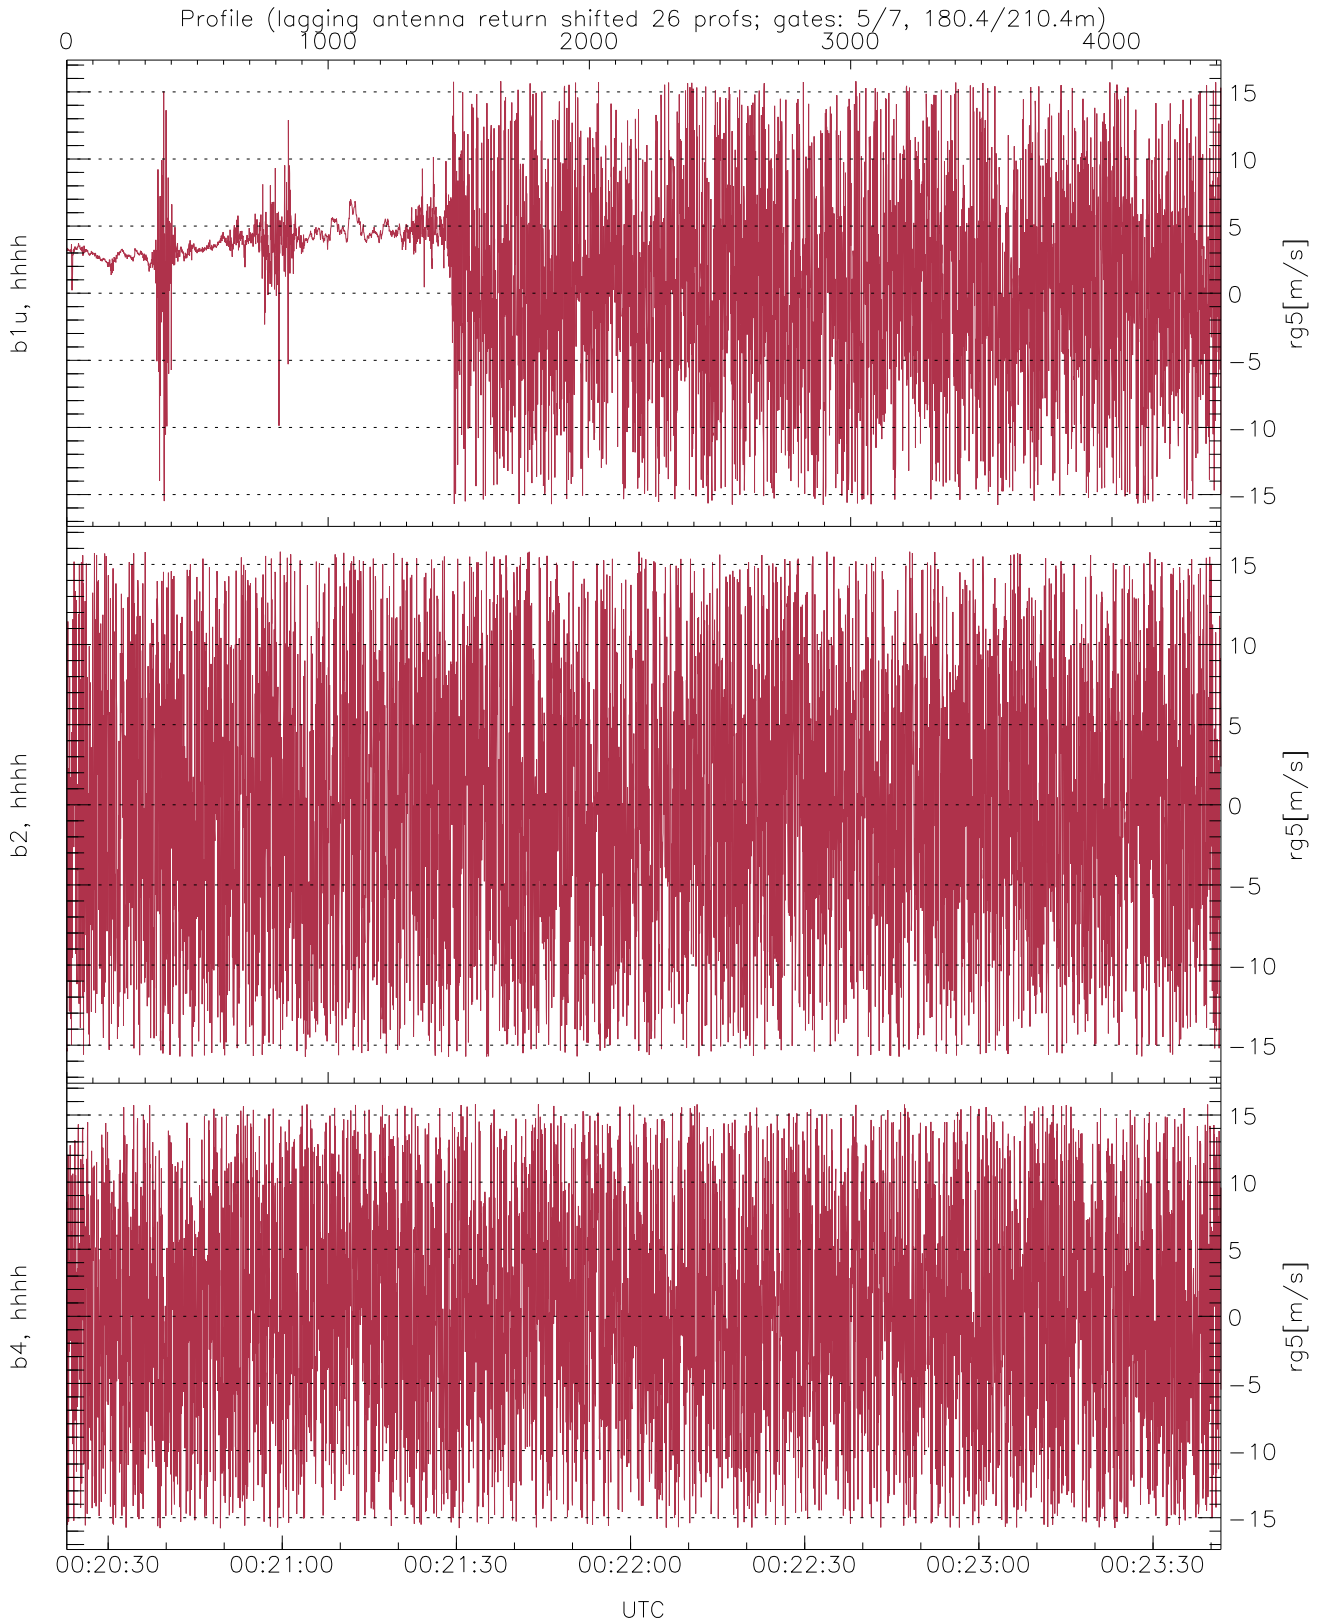 Profile (lagging antenna return shifted 26 profs; gates: 5/7, 180.4/210.4m)
0 1000 2000 3000 4000
b1u, hhhh
15
10
5
0
-5
-10
-15
rg5[m/s]
b2, hhhh
15
10
5
0
-5
-10
-15
rg5[m/s]
b4, hhhh
15
10
5
0
-5
-10
-15
rg5[m/s]
00:20:30 00:21:00 00:21:30 00:22:00 00:22:30 00:23:00 00:23:30
UTC